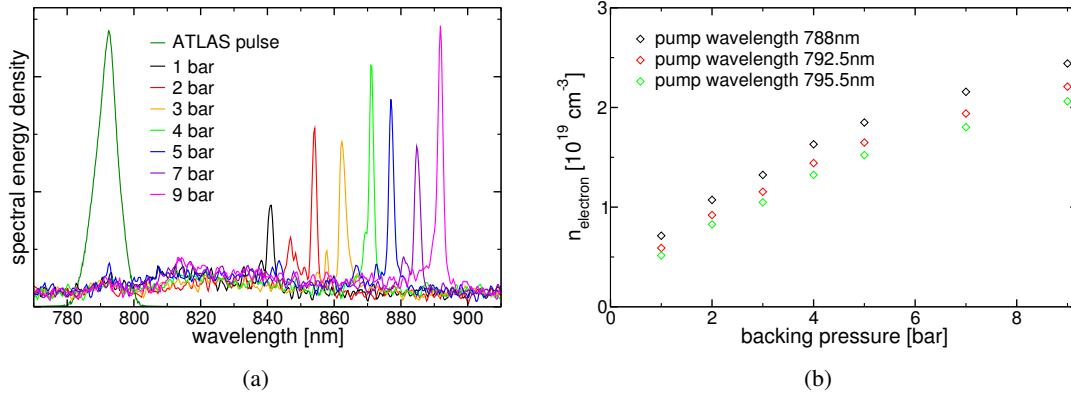 ATLAS pulse
1 bar
2 bar
3 bar
4 bar
5 bar
7 bar
9 bar
spectral energy density
780 800 820 840 860 880 900
wavelength [nm]
(a)
3
2
1
0
n_electron [10^19 cm^-3]
pump wavelength 788nm
pump wavelength 792.5nm
pump wavelength 795.5nm
0 2 4 6 8
backing pressure [bar]
(b)